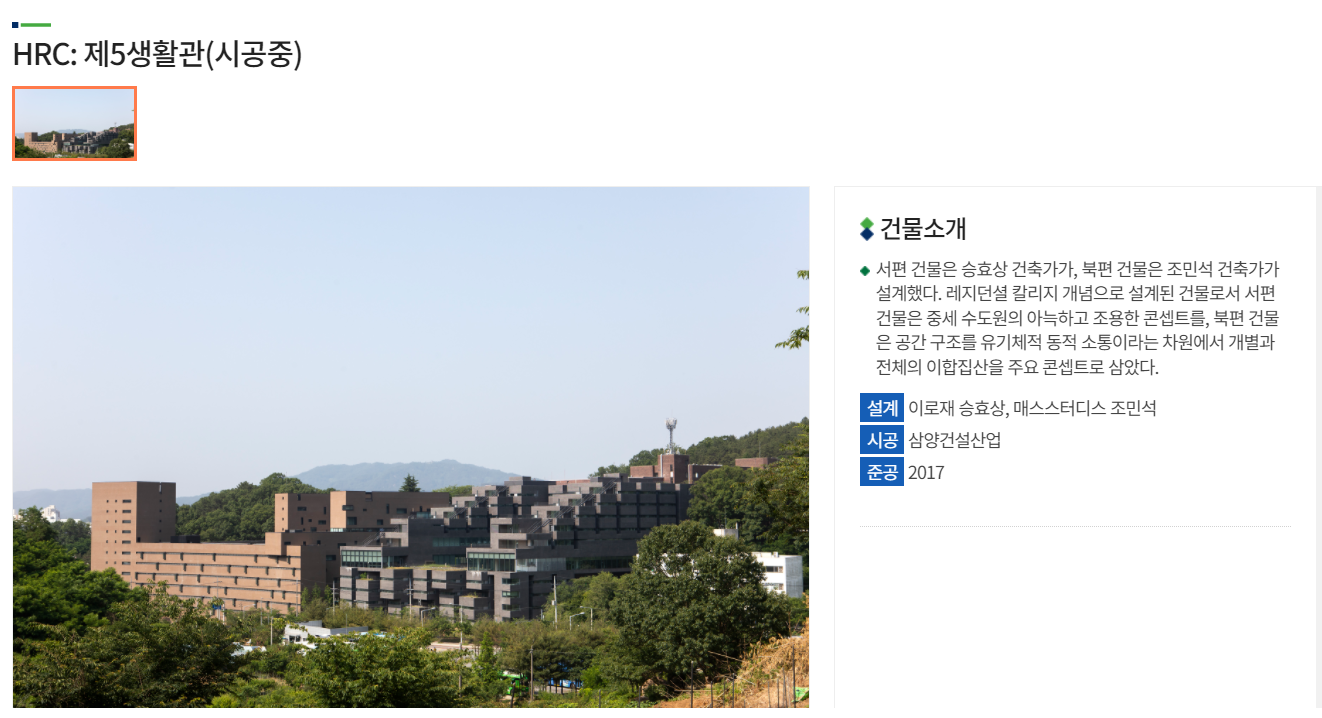 HRC: 제5생활관(시공중)
건물소개
서편 건물은 승효상 건축가가, 북편 건물은 조민석 건축가가
설계했다. 레지던셜 칼리지 개념으로 설계된 건물로서 서편
건물은 중세 수도원의 아늑하고 조용한 콘셉트를, 북편 건물
은 공간 구조를 유기체적 동적 소통이라는 차원에서 개별과
전체의 이합집산을 주요 콘셉트로 삼았다.
설계 이로재 승효상, 매스스터디스 조민석
시공 삼양건설산업
준공 2017